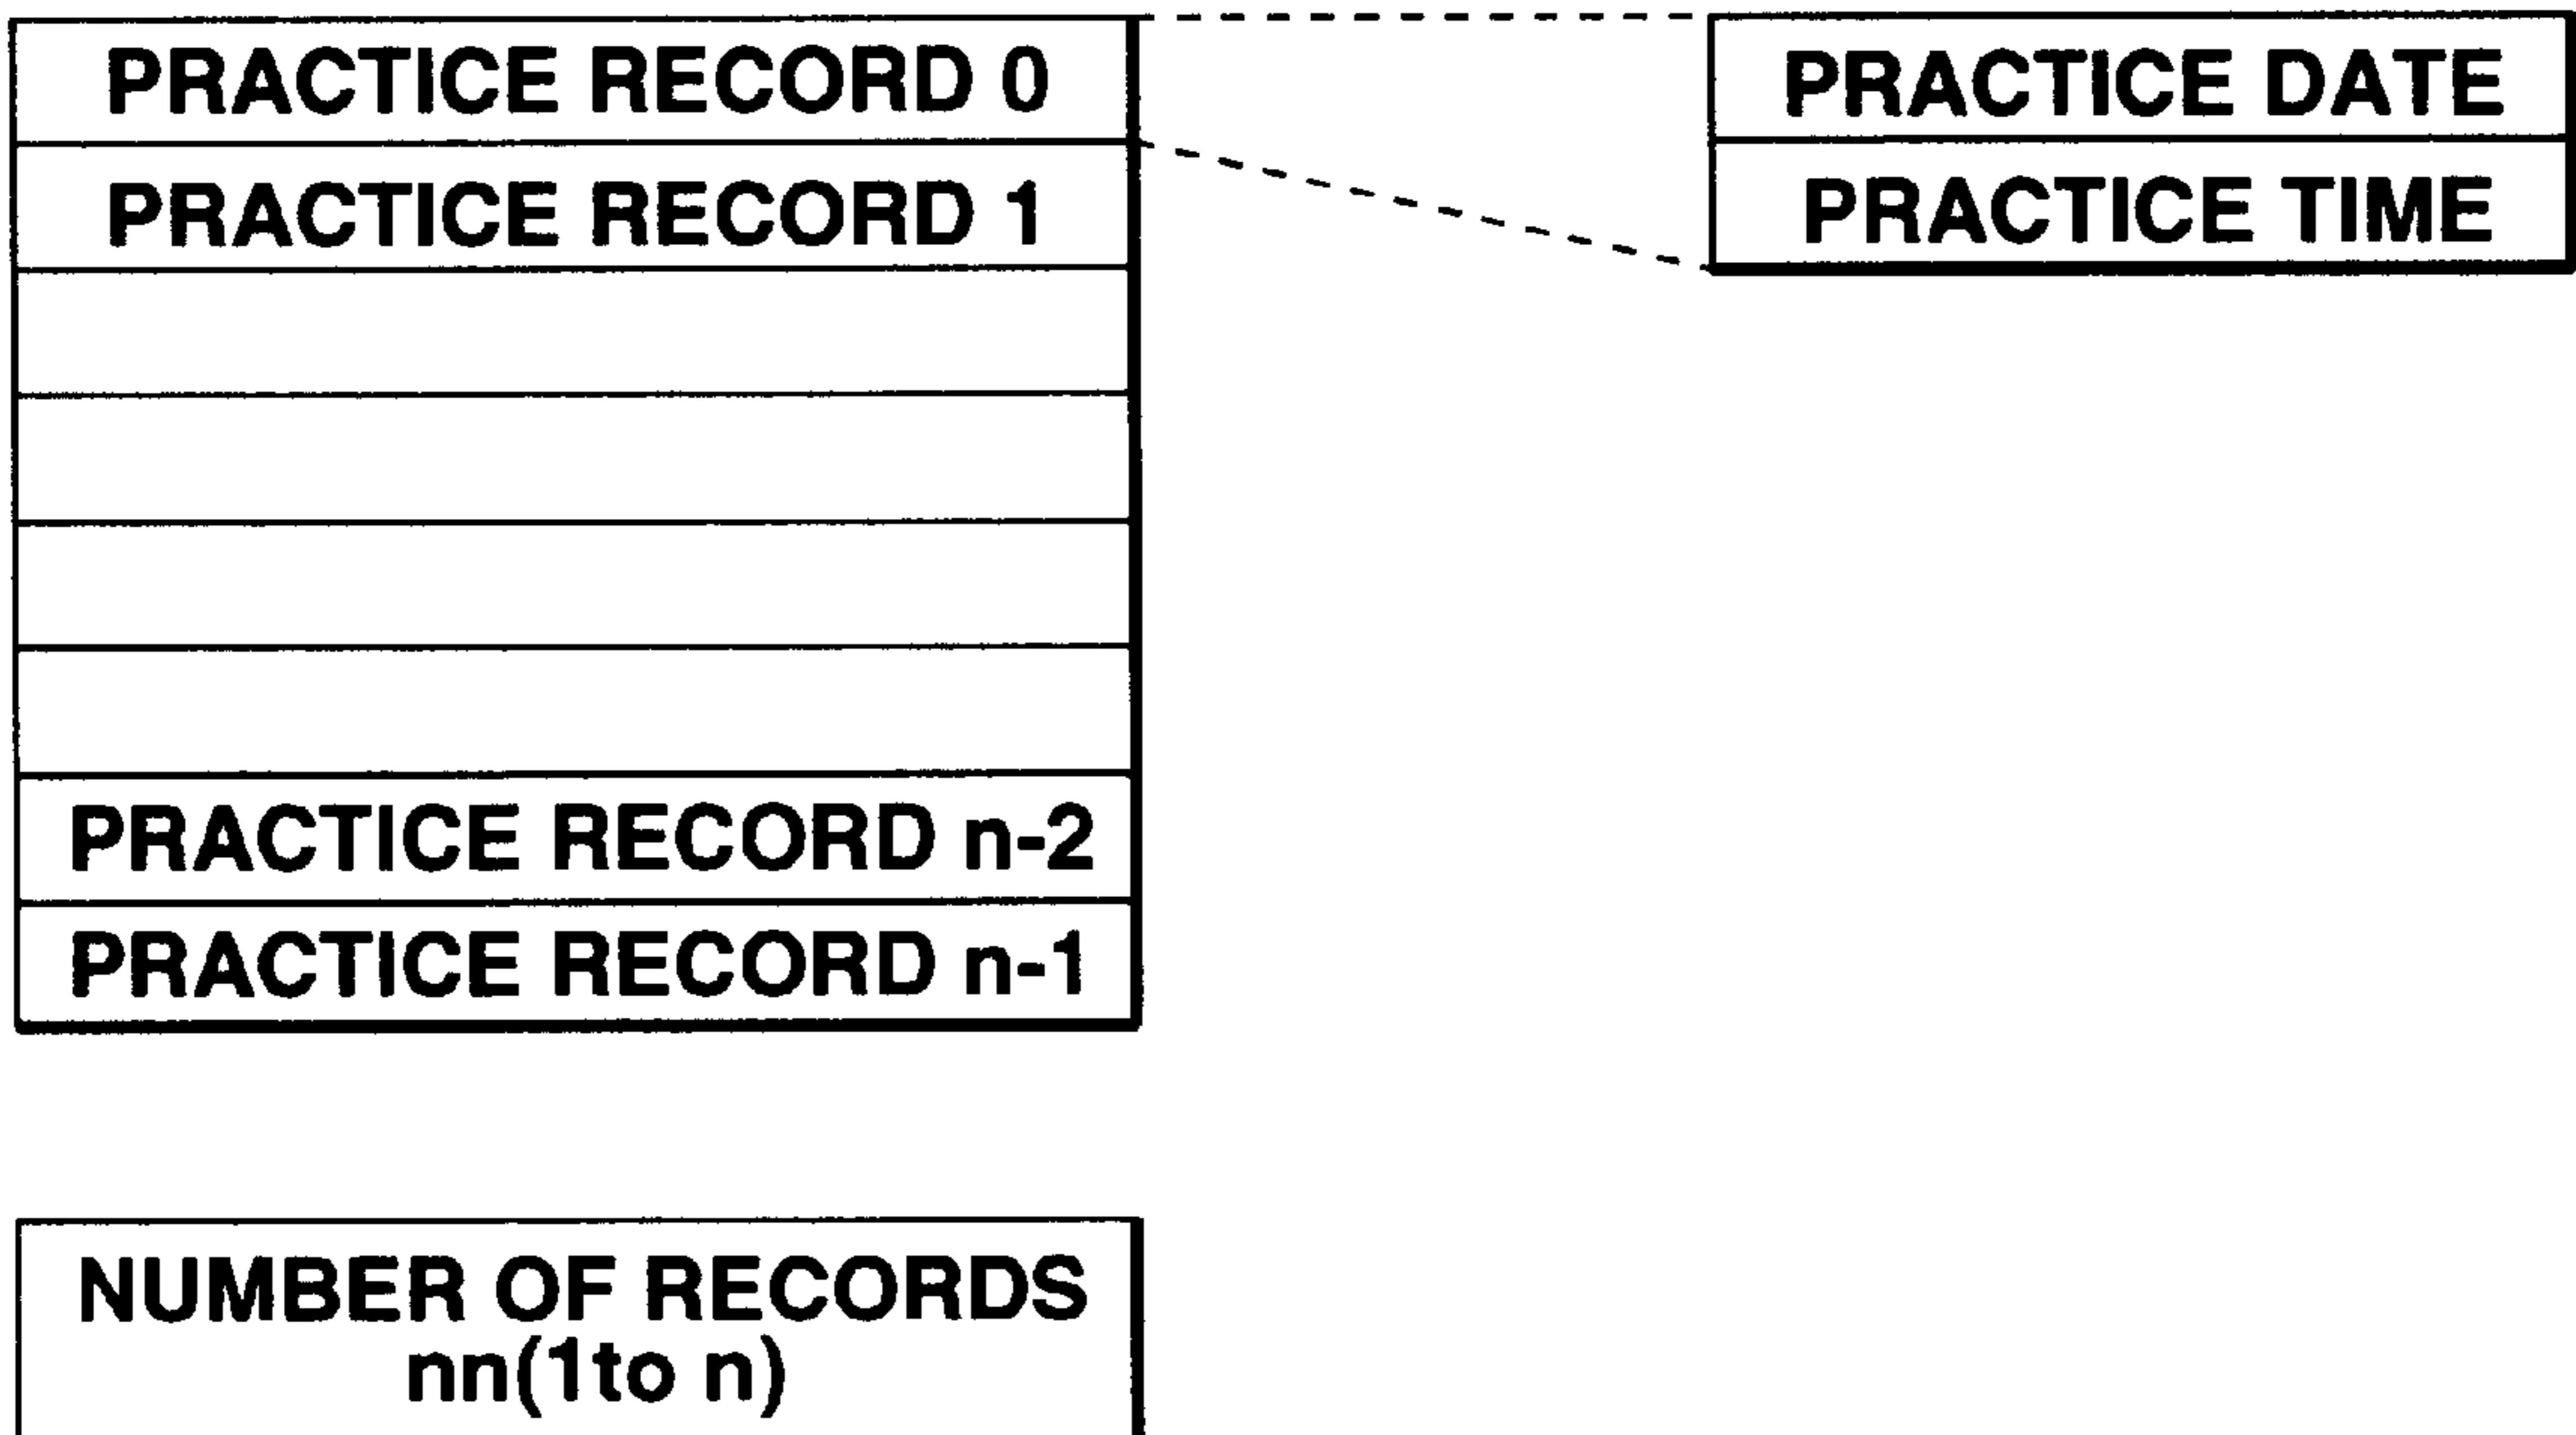 PRACTICE RECORD 0
PRACTICE RECORD 1
PRACTICE RECORD n-2
PRACTICE RECORD n-1
PRACTICE DATE
PRACTICE TIME
NUMBER OF RECORDS
nn(1to n)